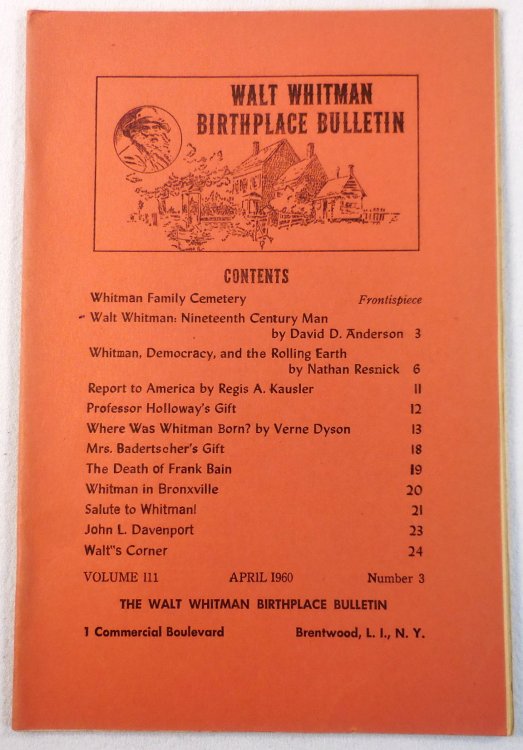 WALT WHITMAN
BIRTHPLACE BULLETIN
CONTENTS
Whitman Family Cemetery Frontispiece
Walt Whitman: Nineteenth Century Man
by David D. Anderson 3
Whitman, Democracy, and the Rolling Earth
by Nathan Resnick 6
Report to America by Regis A. Kausler 11
Professor Holloway's Gift 12
Where Was Whitman Born? by Verne Dyson 13
Mrs. Badertscher's Gift 18
The Death of Frank Bain 19
Whitman in Bronxville 20
Salute to Whitman! 21
John L. Davenport 23
Walt"s Corner 24
VOLUME 111 APRIL 1960 Number 3
THE WALT WHITMAN BIRTHPLACE BULLETIN
1 Commercial Boulevard Brentwood, L. I., N. Y.